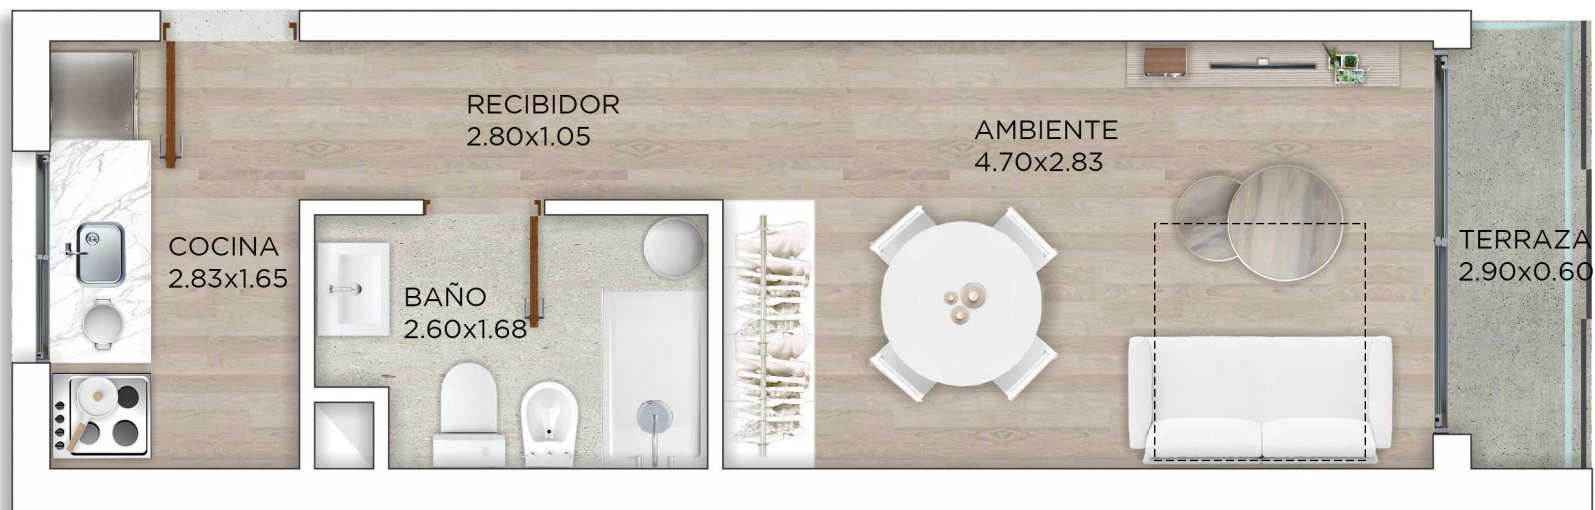 RECIBIDOR
2.80x1.05
AMBIENTE
4.70x2.83
COCINA
2.83x1.65
BAÑO
2.60x1.68
TERRAZA
2.90x0.60